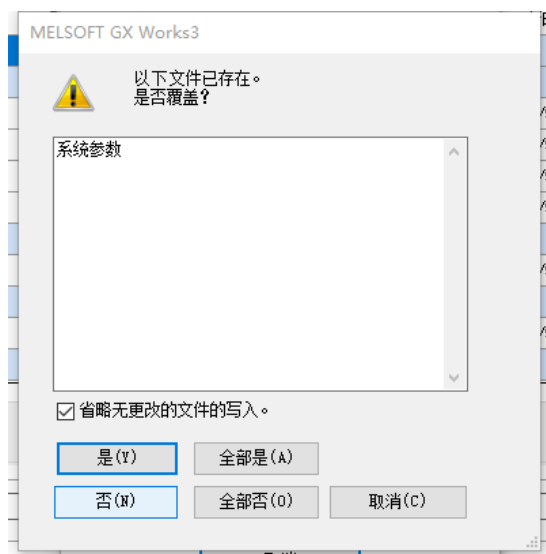 MELSOFT GX Works3
以下文件已存在。
是否覆盖?
系统参数
省略无更改的文件的写入。
是(Y)
全部是(A)
否(N)
全部否(O)
取消(C)